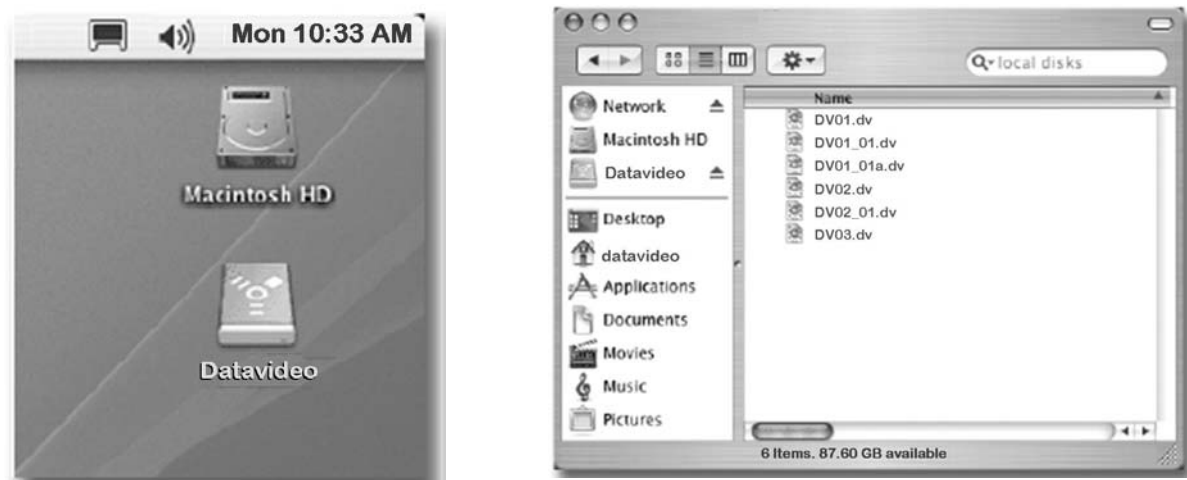 Mon 10:33 AM
Macintosh HD
Datavideo
local disks
Network
Macintosh HD
Datavideo
Desktop
datavideo
Applications
Documents
Movies
Music
Pictures
Name
DV01.dv
DV01_01.dv
DV01_01a.dv
DV02.dv
DV02_01.dv
DV03.dv
6 Items. 87.60 GB available